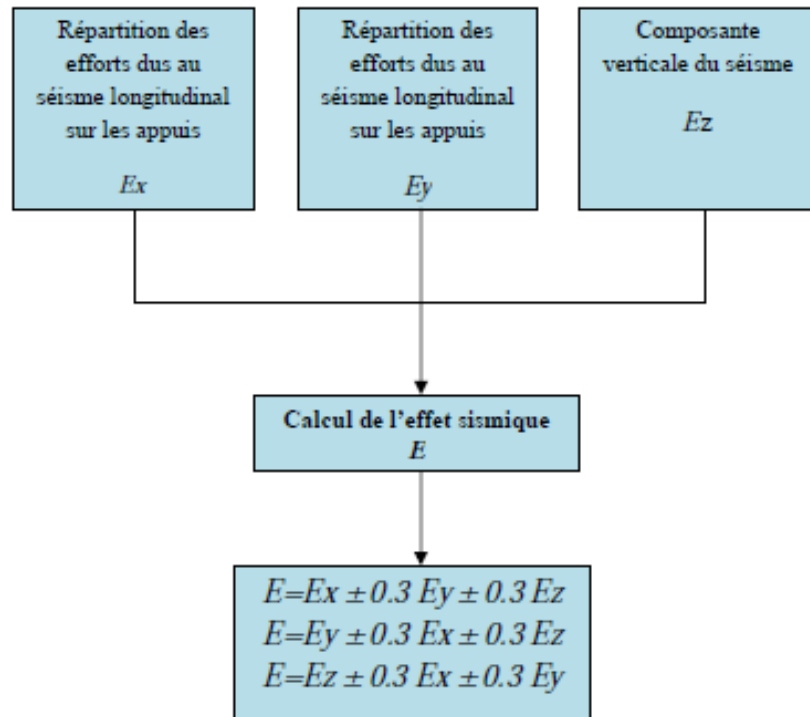 Répartition des
efforts dus au
séisme longitudinal
sur les appuis
Ex
Répartition des
efforts dus au
séisme longitudinal
sur les appuis
Ey
Composante
verticale du séisme
Ez
Calcul de l'effet sismique
E
E=Ex ± 0.3 Ey ± 0.3 Ez
E=Ey ± 0.3 Ex ± 0.3 Ez
E=Ez ± 0.3 Ex ± 0.3 Ey